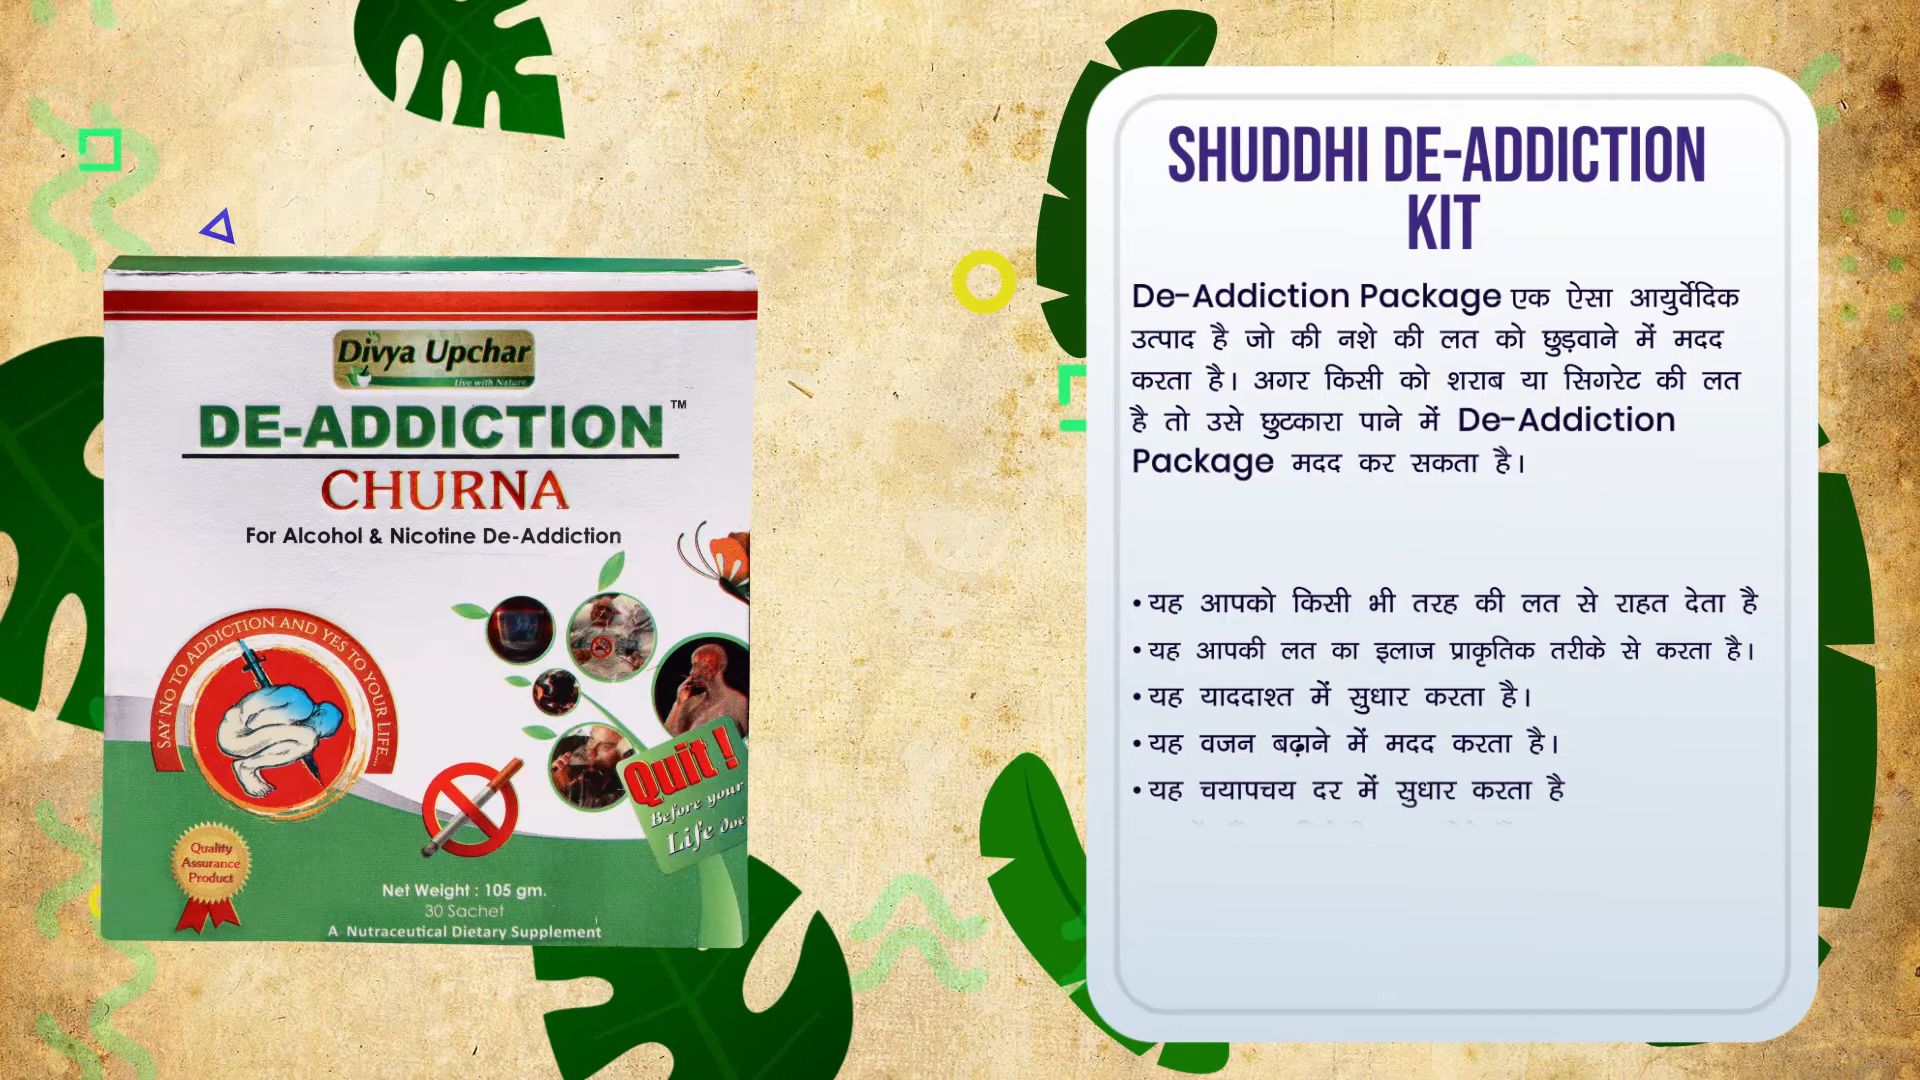 Divya Upchar
Live with Nature
DE-ADDICTION™
CHURNA
For Alcohol & Nicotine De-Addiction
SAY NO TO ADDICTION AND YES TO YOUR LIFE...
Quit !
Before your
Life
Quality
Assurance
Product
Net Weight : 105 gm.
30 Sachet
A Nutraceutical Dietary Supplement
SHUDDHI DE-ADDICTION
KIT
De-Addiction Package एक ऐसा आयुर्वेदिक
उत्पाद है जो की नशे की लत को छुड़वाने में मदद
करता है। अगर किसी को शराब या सिगरेट की लत
है तो उसे छुटकारा पाने में De-Addiction
Package मदद कर सकता है।
• यह आपको किसी भी तरह की लत से राहत देता है
• यह आपकी लत का इलाज प्राकृतिक तरीके से करता है।
• यह याददाश्त में सुधार करता है।
• यह वजन बढ़ाने में मदद करता है।
• यह चयापचय दर में सुधार करता है